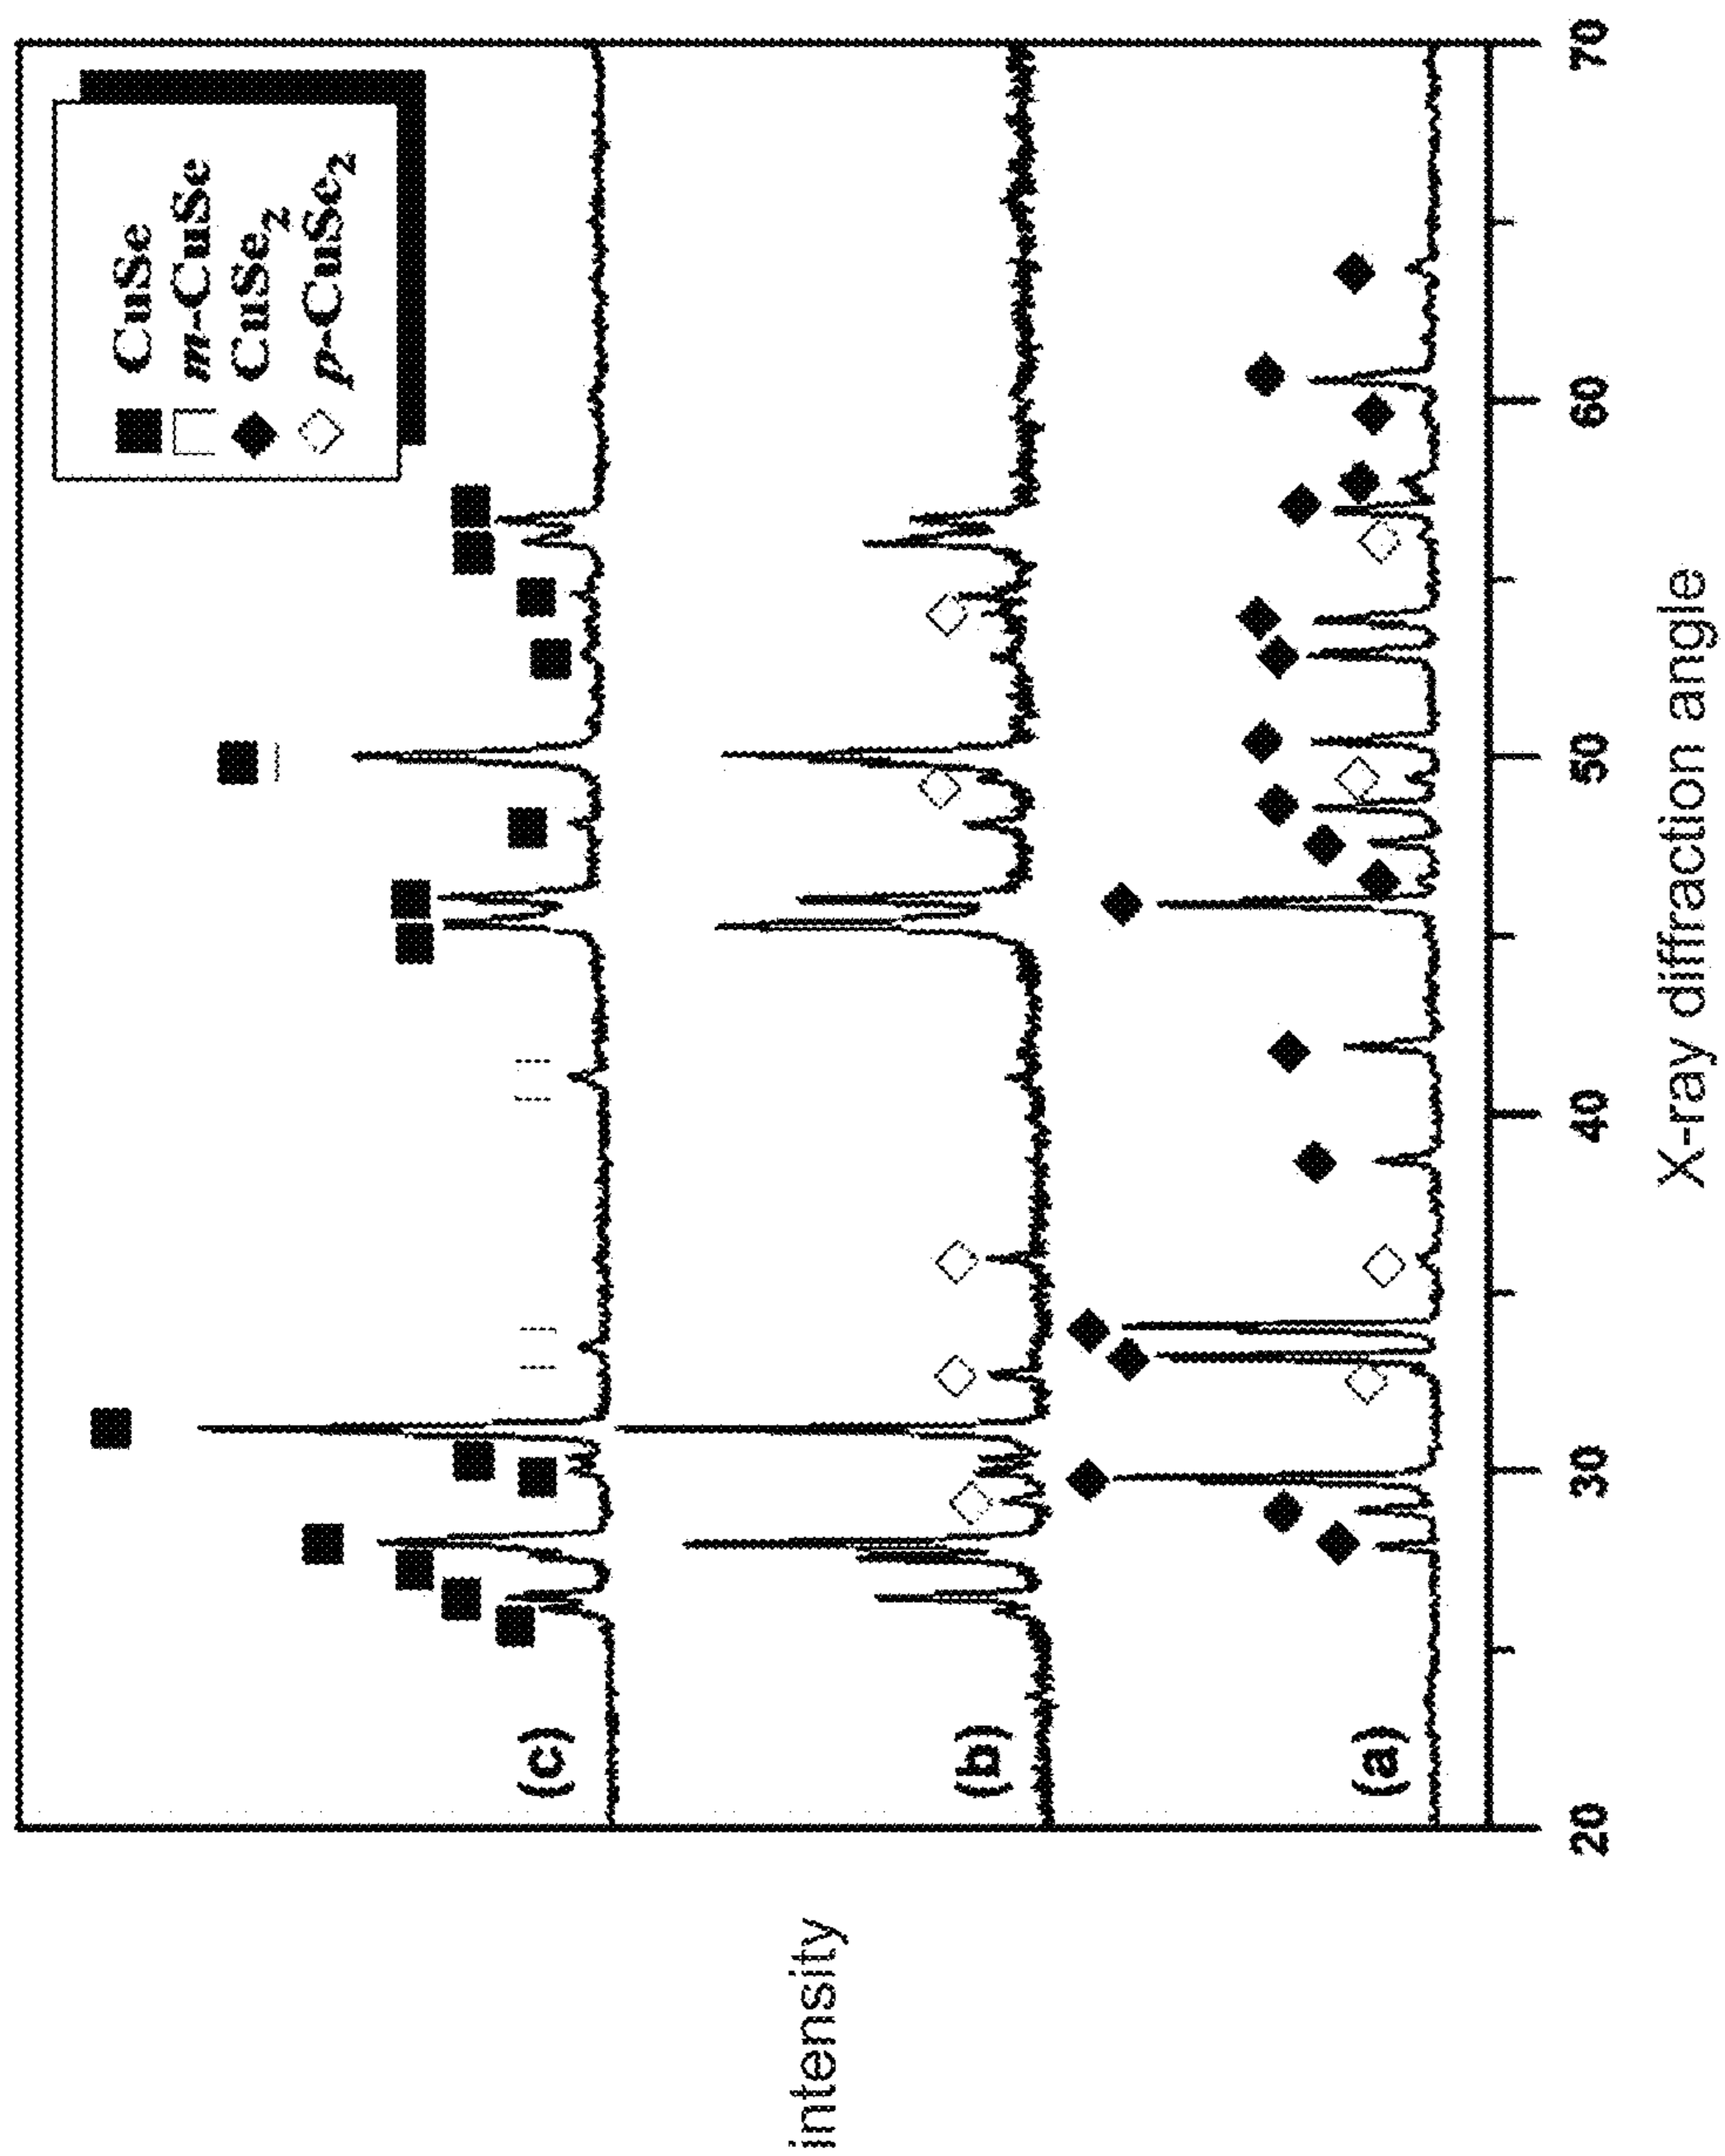 CuSe
m-CuSe
CuSe₂
p-CuSe₂
(c)
(b)
(a)
intensity
20 30 40 50 60 70
X-ray diffraction angle